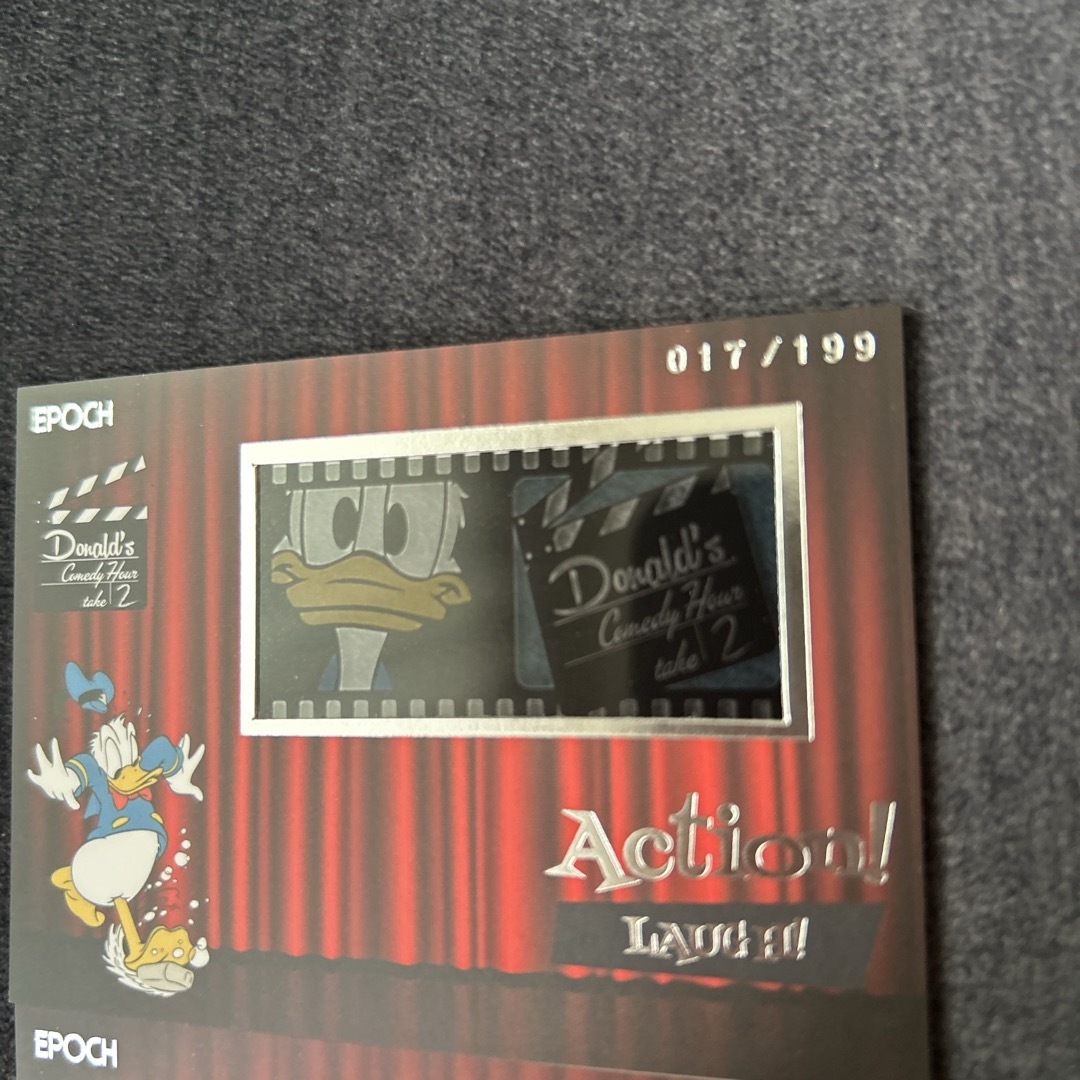 017/199
EPOCH
Donald's
Comedy Hour
take 2
Donald's
Comedy Hour
take 2
Action!
LAUGH!
EPOCH